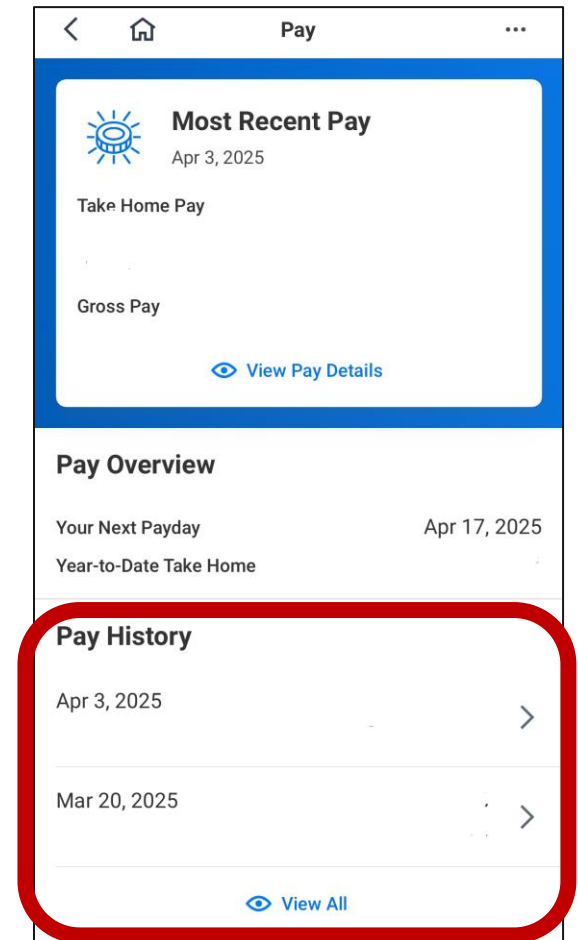 Pay
Most Recent Pay
Apr 3, 2025
Take Home Pay
Gross Pay
View Pay Details
Pay Overview
Your Next Payday Apr 17, 2025
Year-to-Date Take Home
Pay History
Apr 3, 2025
Mar 20, 2025
View All